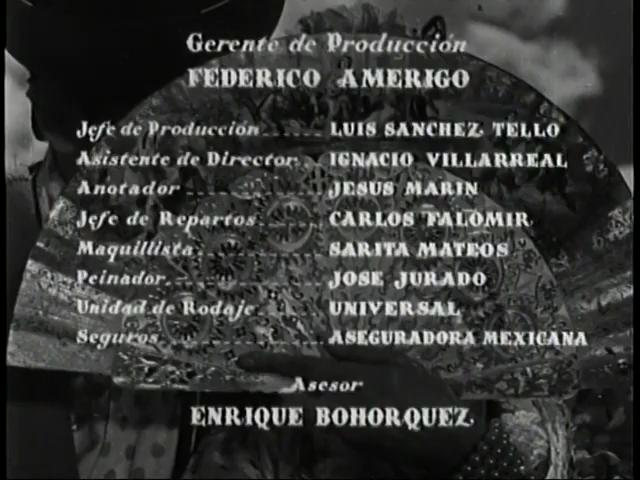 Gerente de Producción
FEDERICO AMERIGO
Jefe de Producción...... LUIS SANCHEZ TELLO
Asistente de Director... IGNACIO VILLARREAL
Anotador................ JESUS MARIN
Jefe de Repartos........ CARLOS TALOMIR
Maquillista............. SARITA MATEOS
Peinador................ JOSE JURADO
Unidad de Rodaje........ UNIVERSAL
Seguros................. ASEGURADORA MEXICANA
Asesor
ENRIQUE BOHORQUEZ